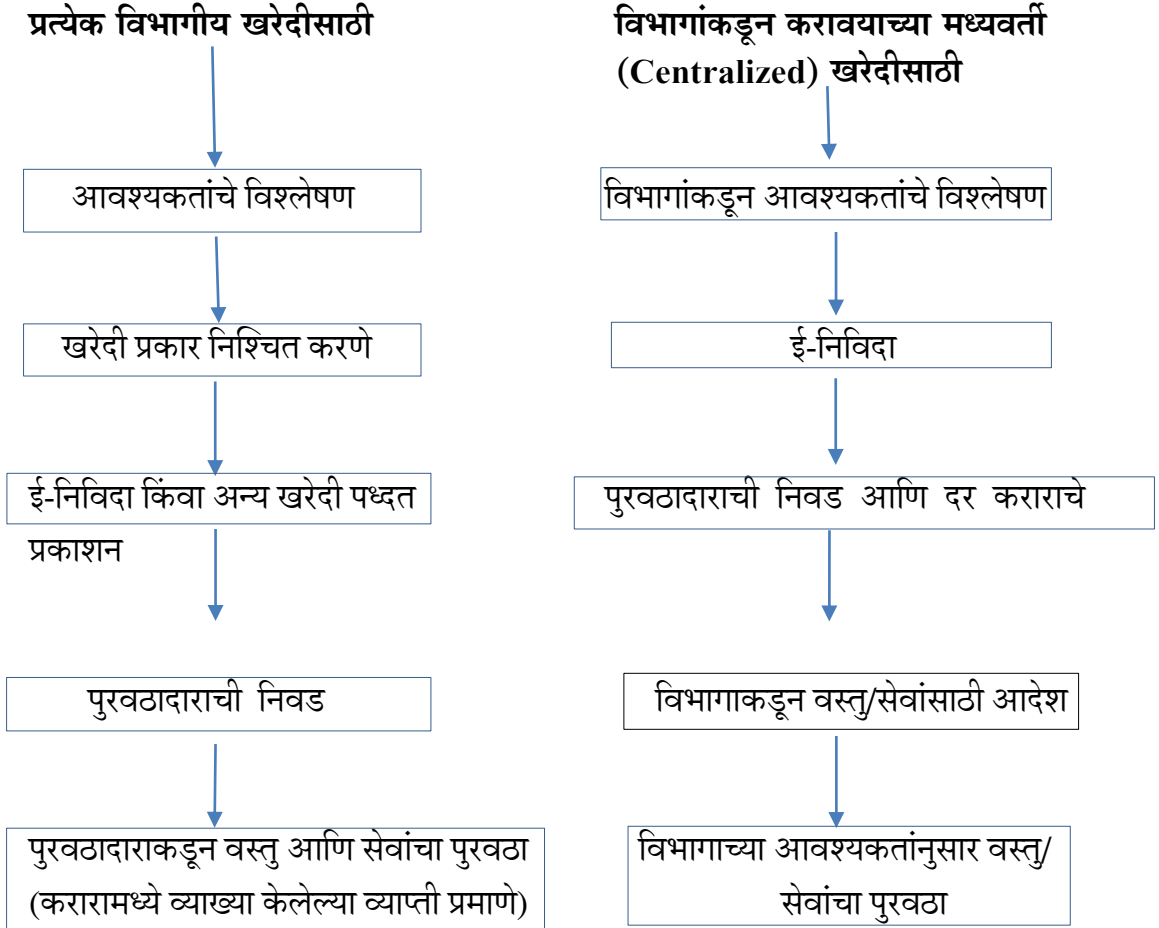 प्रत्येक विभागीय खरेदीसाठी
आवश्यकतांचे विश्लेषण
खरेदी प्रकार निश्चित करणे
ई-निविदा किंवा अन्य खरेदी पध्दत
प्रकाशन
पुरवठादाराची निवड
पुरवठादाराकडून वस्तु आणि सेवांचा पुरवठा
(करारामध्ये व्याख्या केलेल्या व्याप्ती प्रमाणे)
विभागांकडून करावयाच्या मध्यवर्ती
(Centralized) खरेदीसाठी
विभागांकडून आवश्यकतांचे विश्लेषण
ई-निविदा
पुरवठादाराची निवड आणि दर कराराचे
विभागाकडून वस्तु/सेवांसाठी आदेश
विभागाच्या आवश्यकतांनुसार वस्तु/
सेवांचा पुरवठा